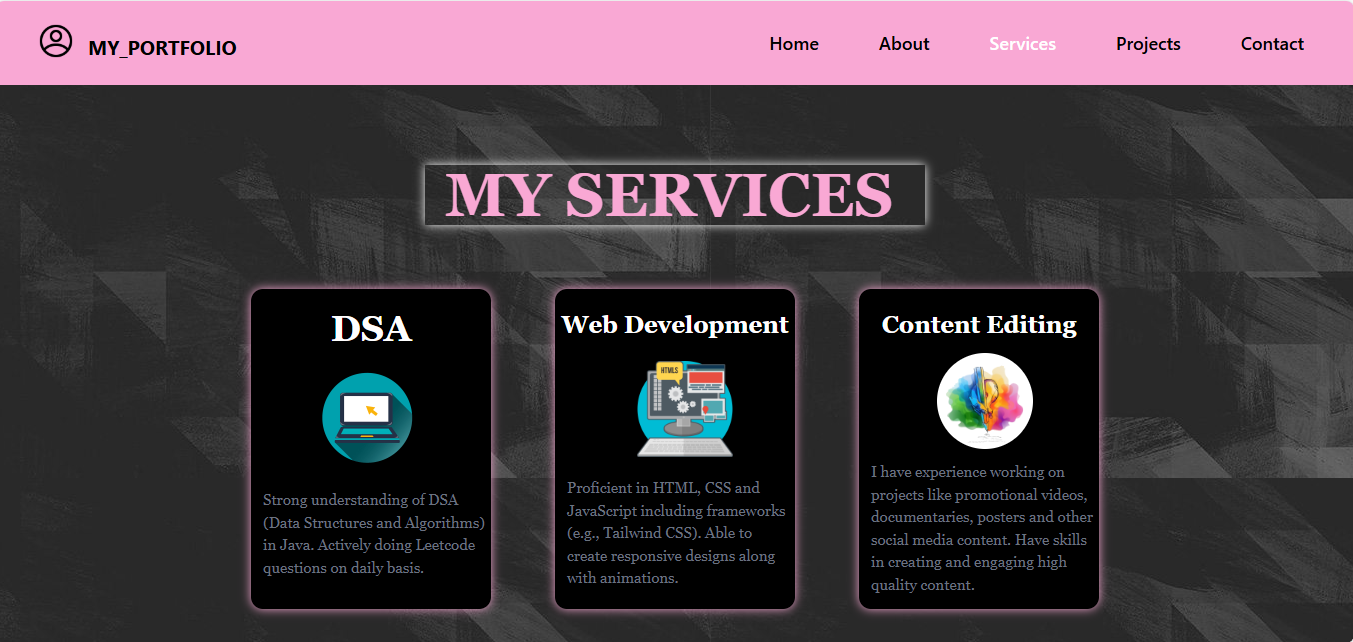 MY_PORTFOLIO
Home
About
Services
Projects
Contact
MY SERVICES
DSA
Strong understanding of DSA
(Data Structures and Algorithms)
in Java. Actively doing Leetcode
questions on daily basis.
Web Development
HTML5
Proficient in HTML, CSS and
JavaScript including frameworks
(e.g., Tailwind CSS). Able to
create responsive designs along
with animations.
Content Editing
I have experience working on
projects like promotional videos,
documentaries, posters and other
social media content. Have skills
in creating and engaging high
quality content.